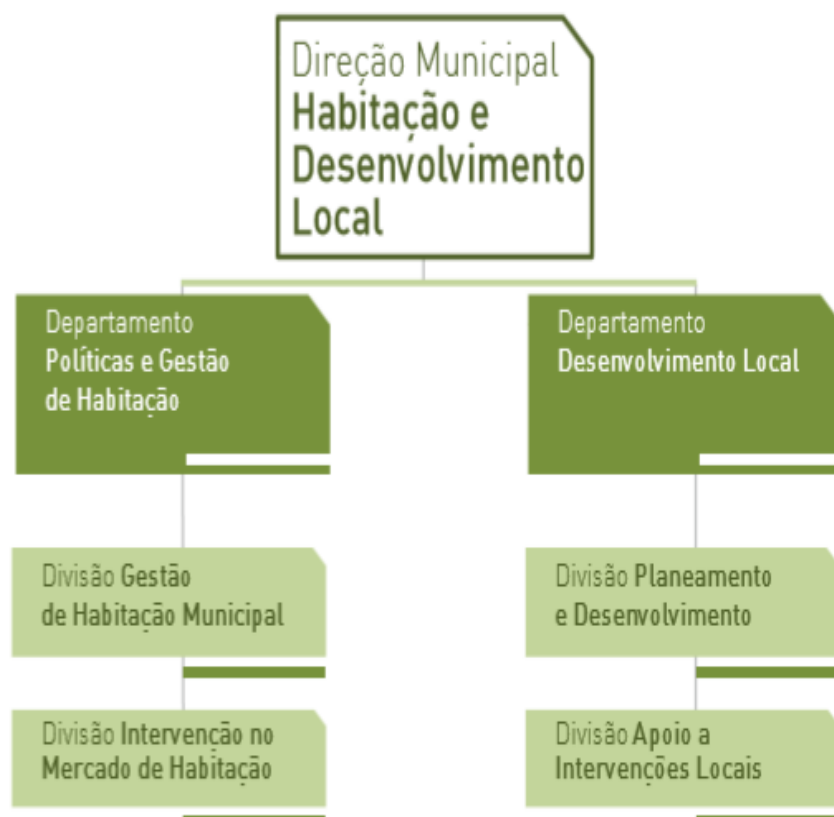 Direção Municipal
Habitação e
Desenvolvimento
Local
Departamento
Políticas e Gestão
de Habitação
Departamento
Desenvolvimento Local
Divisão Gestão
de Habitação Municipal
Divisão Planeamento
e Desenvolvimento
Divisão Intervenção no
Mercado de Habitação
Divisão Apoio a
Intervenções Locais